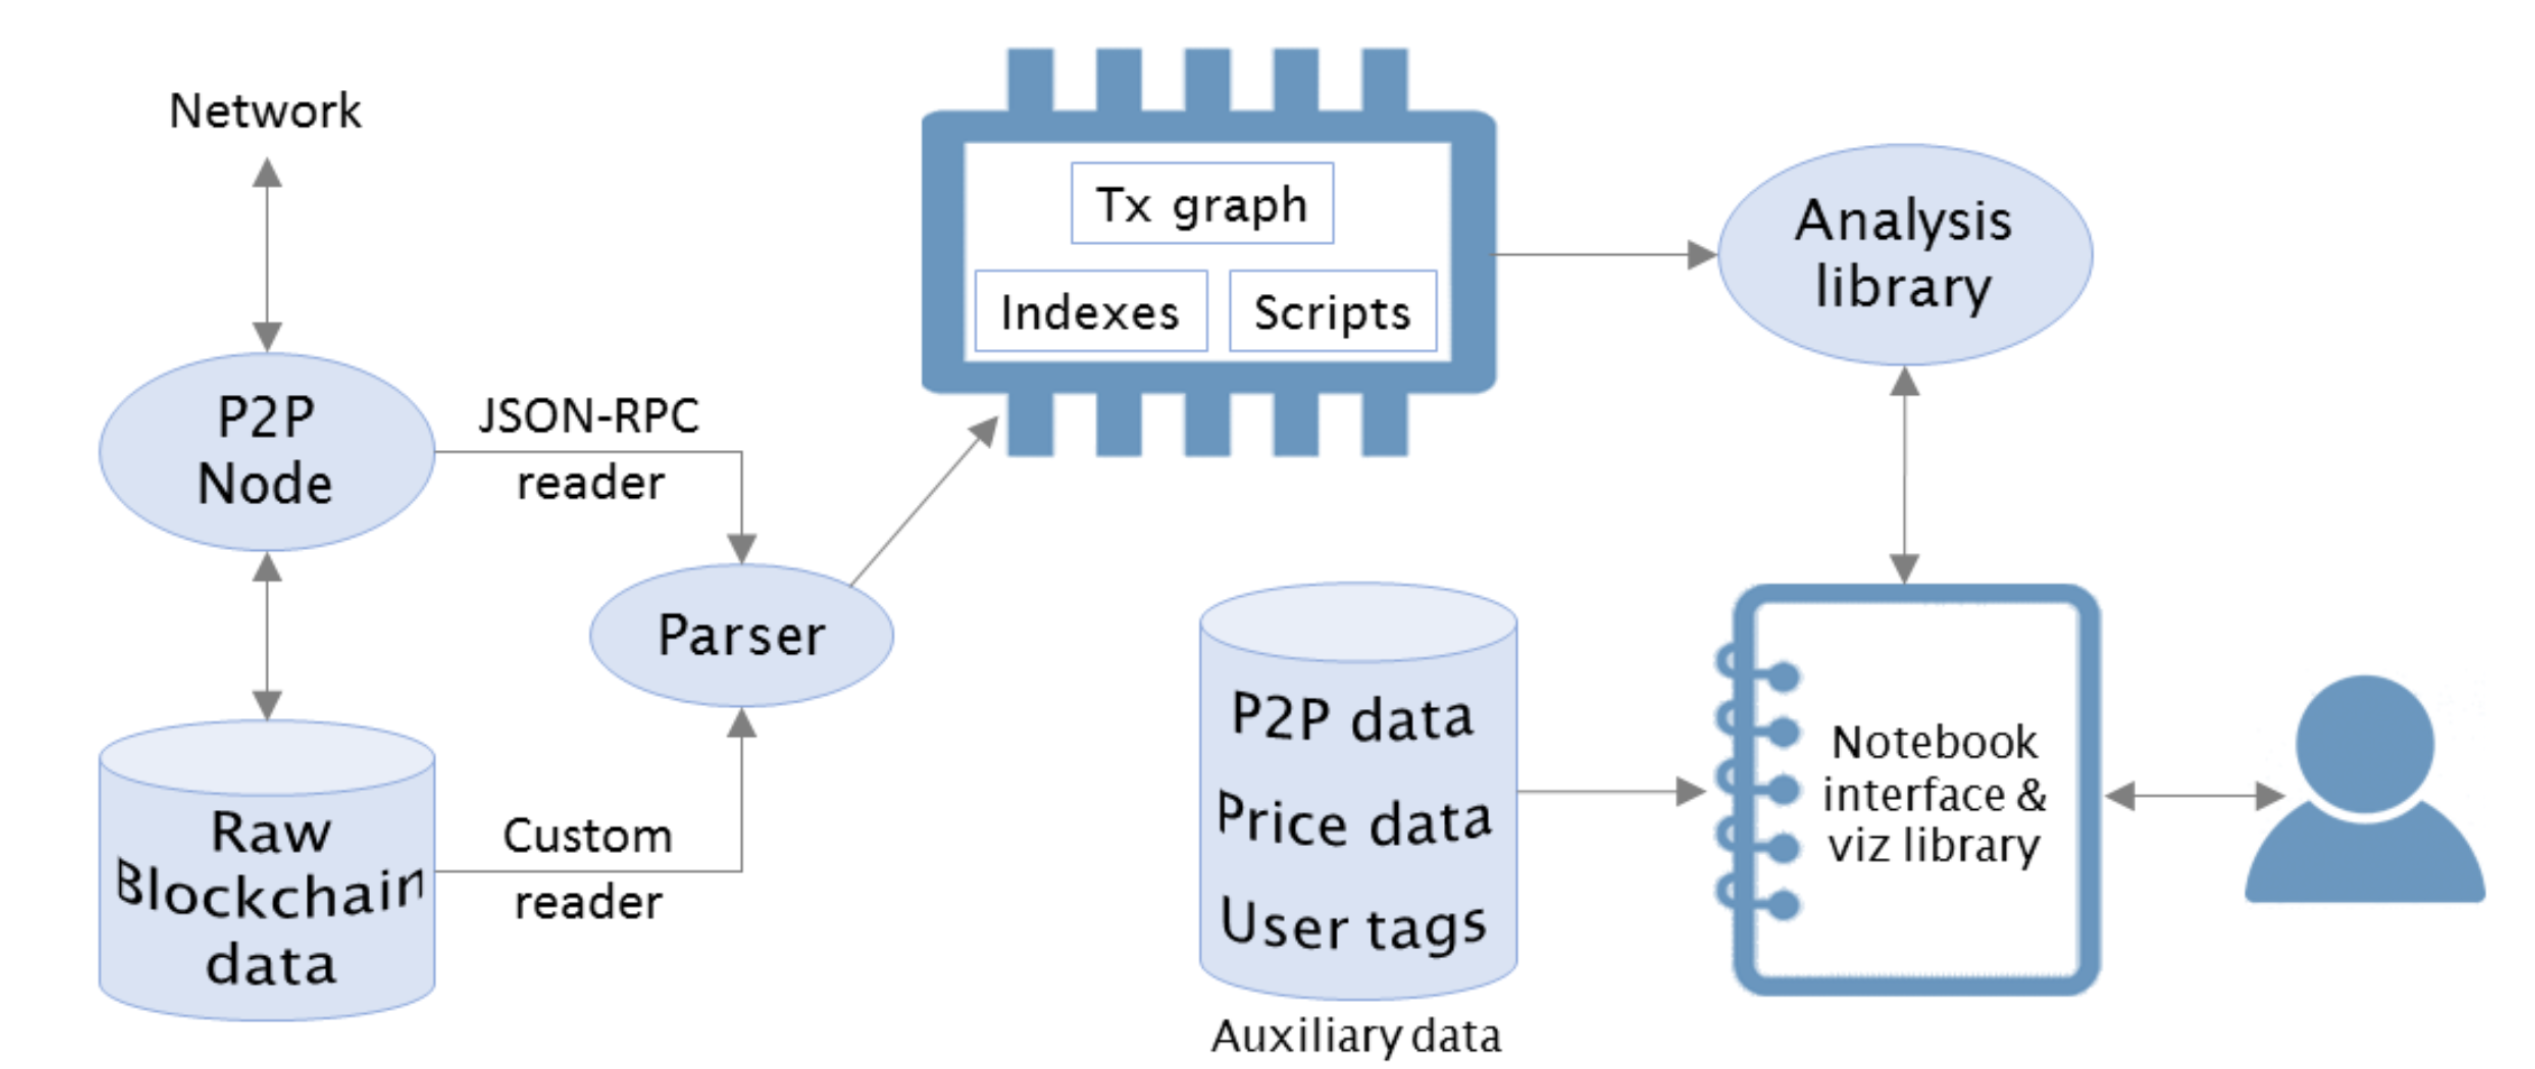 Network
P2P
Node
JSON-RPC
reader
Raw
Blockchain
data
Custom
reader
Parser
Tx graph
Indexes
Scripts
Analysis
library
P2P data
Price data
User tags
Auxiliary data
Notebook
interface &
viz library